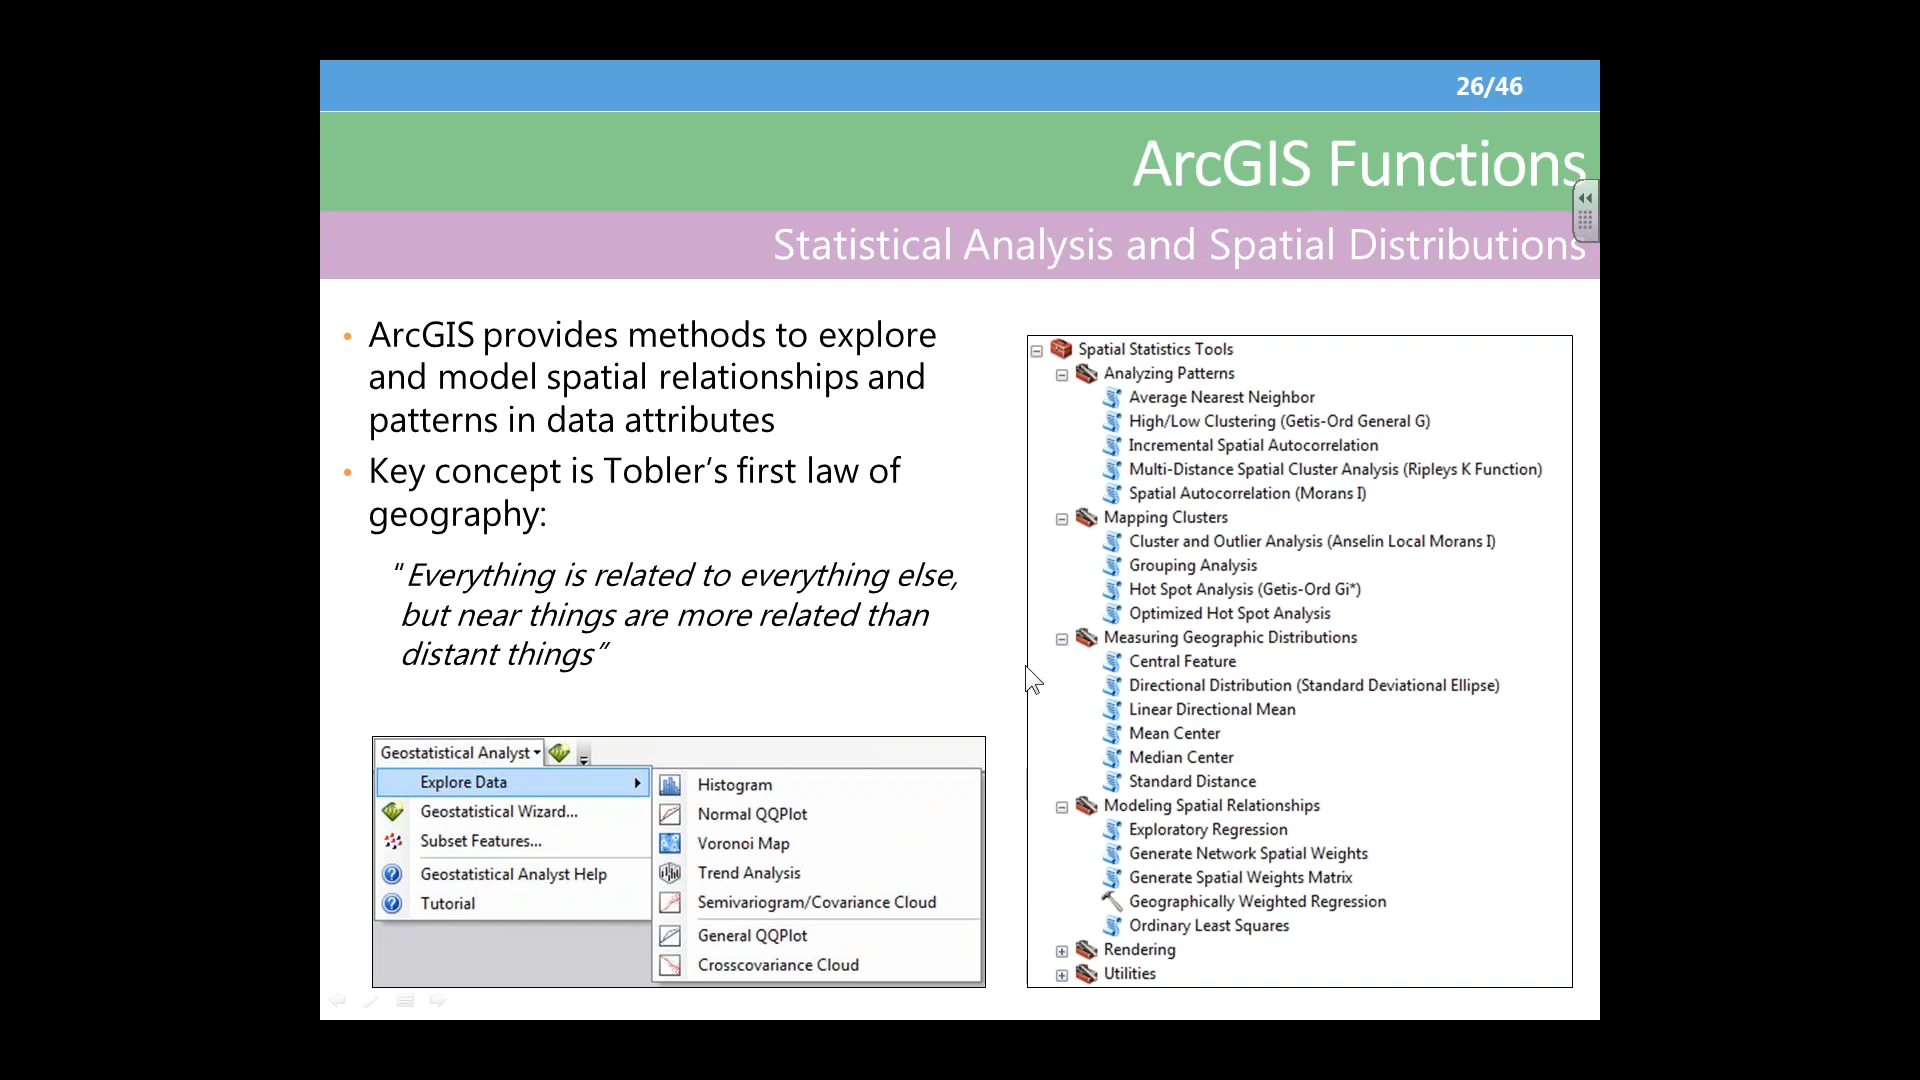 26/46
ArcGIS Functions
Statistical Analysis and Spatial Distributions
• ArcGIS provides methods to explore
and model spatial relationships and
patterns in data attributes
• Key concept is Tobler’s first law of
geography:
"Everything is related to everything else,
but near things are more related than
distant things”
Geostatistical Analyst
Explore Data
Geostatistical Wizard...
Subset Features...
Geostatistical Analyst Help
Tutorial
Histogram
Normal QQPlot
Voronoi Map
Trend Analysis
Semivariogram/Covariance Cloud
General QQPlot
Crosscovariance Cloud
Spatial Statistics Tools
Analyzing Patterns
Average Nearest Neighbor
High/Low Clustering (Getis-Ord General G)
Incremental Spatial Autocorrelation
Multi-Distance Spatial Cluster Analysis (Ripleys K Function)
Spatial Autocorrelation (Morans I)
Mapping Clusters
Cluster and Outlier Analysis (Anselin Local Morans I)
Grouping Analysis
Hot Spot Analysis (Getis-Ord Gi*)
Optimized Hot Spot Analysis
Measuring Geographic Distributions
Central Feature
Directional Distribution (Standard Deviational Ellipse)
Linear Directional Mean
Mean Center
Median Center
Standard Distance
Modeling Spatial Relationships
Exploratory Regression
Generate Network Spatial Weights
Generate Spatial Weights Matrix
Geographically Weighted Regression
Ordinary Least Squares
Rendering
Utilities